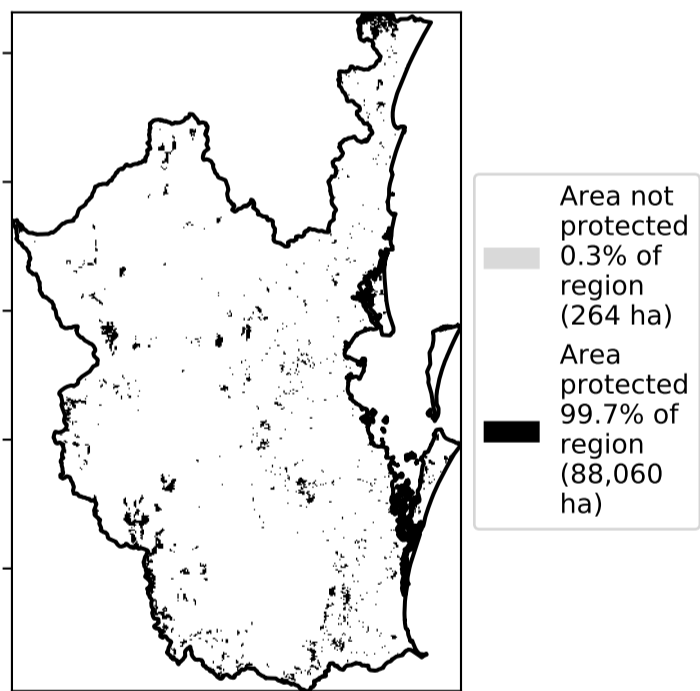 Area not
protected
0.3% of
region
(264 ha)
Area
protected
99.7% of
region
(88,060
ha)